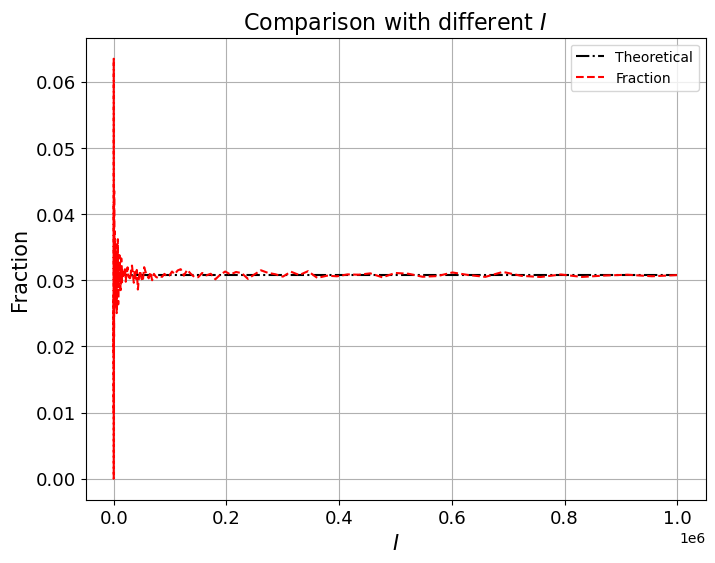 Comparison with different I
Theoretical
Fraction
Fraction
0.06
0.05
0.04
0.03
0.02
0.01
0.00
0.0 0.2 0.4 0.6 0.8 1.0
1e6
I